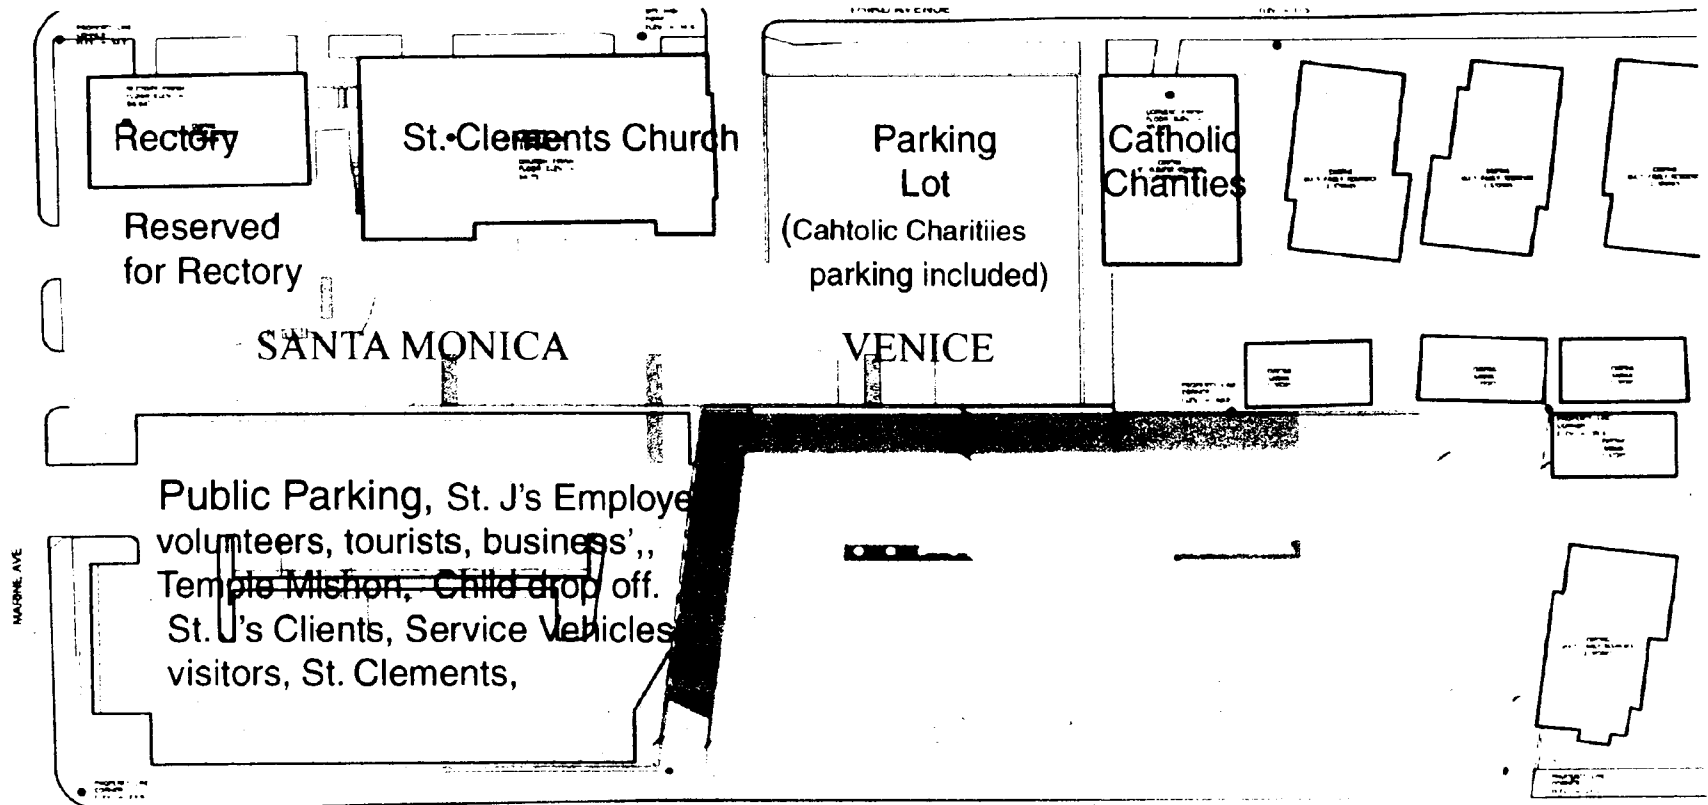 THIRD AVENUE
Rectory
St. Clements Church
Parking
Lot
(Cahtolic Charitiies
parking included)
Catholic
Charities
Reserved
for Rectory
SANTA MONICA
VENICE
Public Parking, St. J's Employe
volunteers, tourists, business',,
Temple Mishon, Child drop off.
St. J's Clients, Service Vehicles
visitors, St. Clements,
MARINE AVE